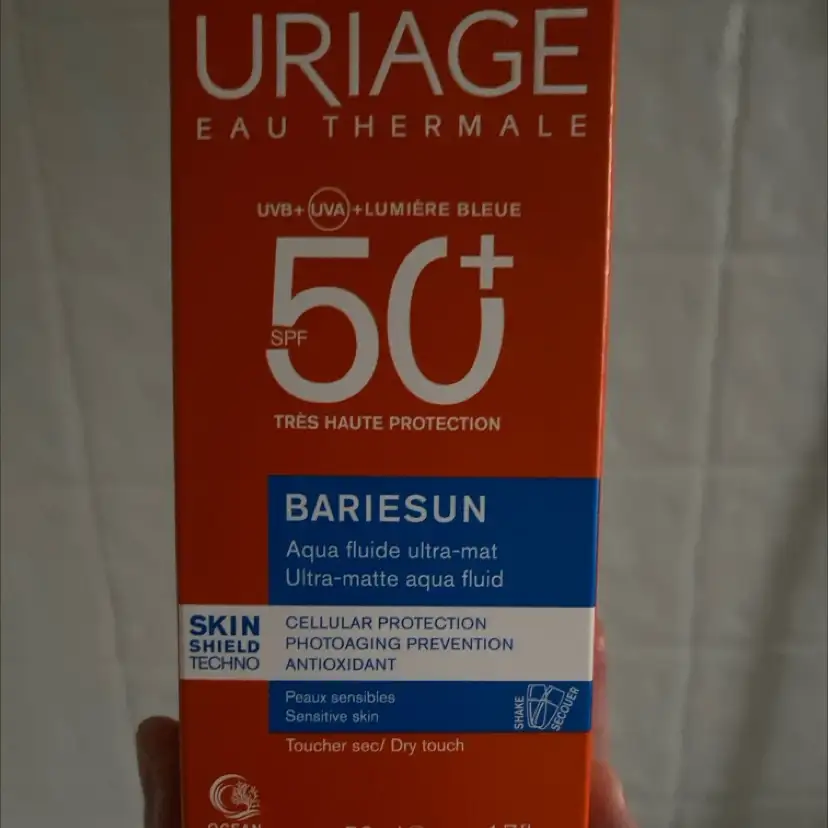 URIAGE
EAU THERMALE
UVB+ UVA +LUMIÈRE BLEUE
50+
SPF
TRÈS HAUTE PROTECTION
BARIESUN
Aqua fluide ultra-mat
Ultra-matte aqua fluid
SKIN
SHIELD
TECHNO
CELLULAR PROTECTION
PHOTOAGING PREVENTION
ANTIOXIDANT
Peaux sensibles
Sensitive skin
SHAKE
SECOUER
Toucher sec/ Dry touch
OCEAN